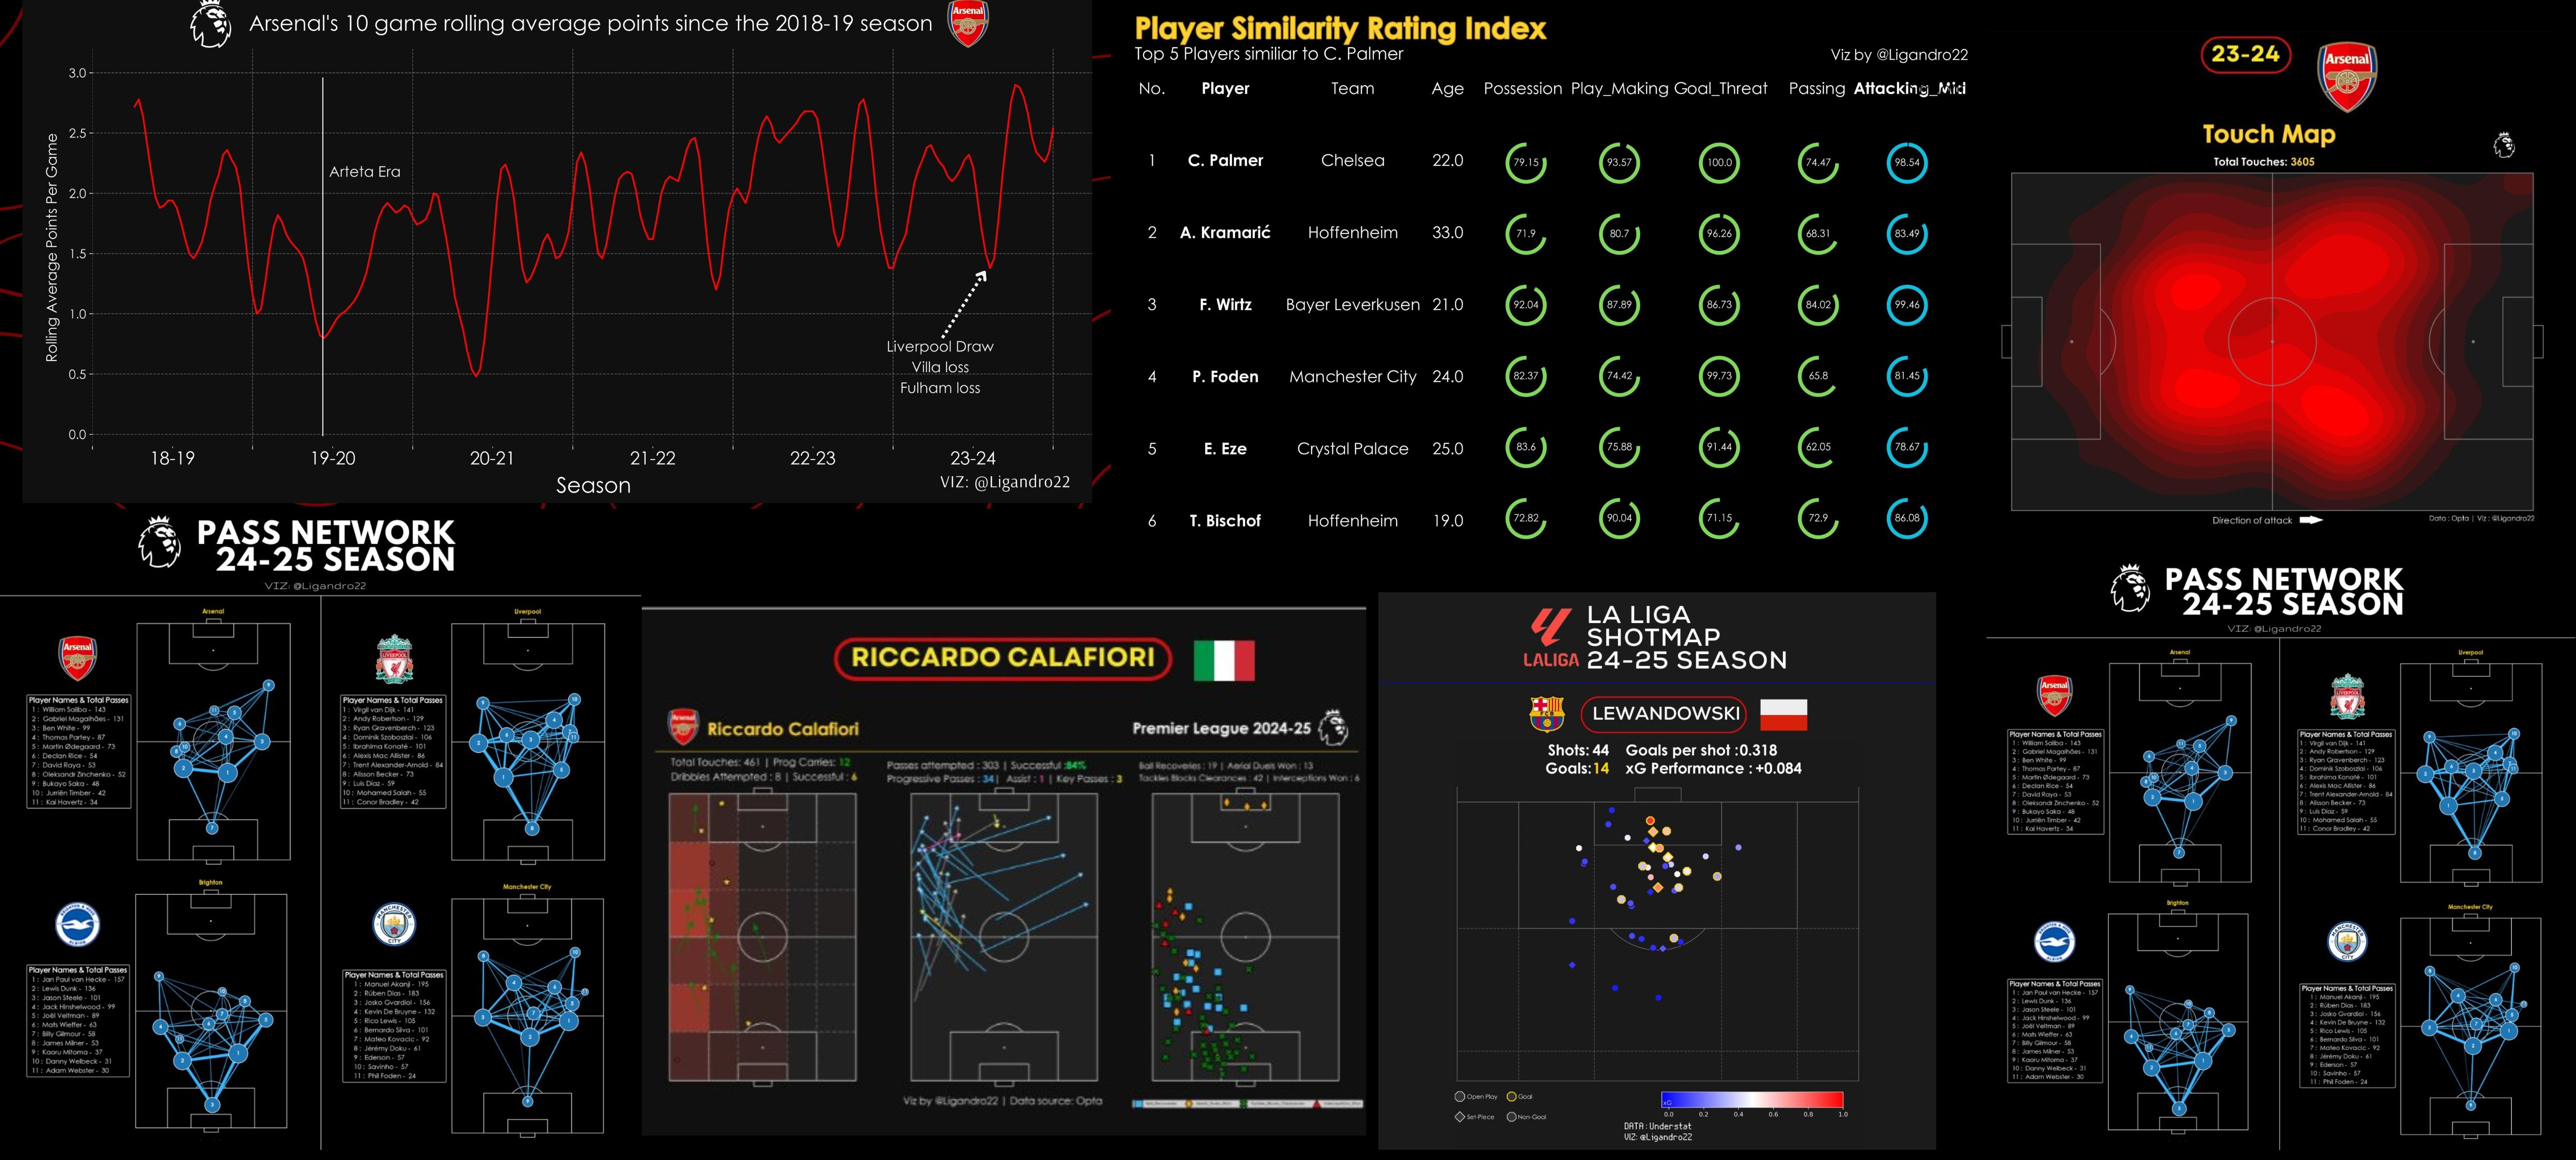 Arsenal's 10 game rolling average points since the 2018-19 season
Arsenal
3.0
2.5
2.0
1.5
1.0
0.5
0.0
Rolling Average Points Per Game
Arteta Era
Liverpool Draw
Villa loss
Fulham loss
18-19 19-20 20-21 21-22 22-23 23-24
Season
VIZ: @Ligandro22
Player Similarity Rating Index
Top 5 Players similiar to C. Palmer
Viz by @Ligandro22
No. Player Team Age Possession Play_Making Goal_Threat Passing Attacking_Mid
1 C. Palmer Chelsea 22.0 79.15 93.57 100.0 74.47 98.54
2 A. Kramarić Hoffenheim 33.0 71.9 80.7 96.26 68.31 83.49
3 F. Wirtz Bayer Leverkusen 21.0 92.04 87.89 86.73 84.02 99.46
4 P. Foden Manchester City 24.0 82.37 74.42 99.73 65.8 81.45
5 E. Eze Crystal Palace 25.0 83.6 75.88 91.44 62.05 78.67
6 T. Bischof Hoffenheim 19.0 72.82 90.04 71.15 72.9 86.08
23-24
Arsenal
Touch Map
Total Touches: 3605
Direction of attack
Data : Opta | Viz : @Ligandro22
PASS NETWORK
24-25 SEASON
VIZ: @Ligandro22
Arsenal
Arsenal
Player Names & Total Passes
1 : William Saliba - 143
2 : Gabriel Magalhães - 131
3 : Ben White - 99
4 : Thomas Partey - 87
5 : Martin Ødegaard - 73
6 : Declan Rice - 54
7 : David Raya - 53
8 : Oleksandr Zinchenko - 52
9 : Bukayo Saka - 48
10 : Jurriën Timber - 42
11 : Kai Havertz - 34
Liverpool
Player Names & Total Passes
1 : Virgil van Dijk - 141
2 : Andy Robertson - 129
3 : Ryan Gravenberch - 123
4 : Dominik Szoboszlai - 106
5 : Ibrahima Konaté - 101
6 : Alexis Mac Allister - 86
7 : Trent Alexander-Arnold - 84
8 : Alisson Becker - 73
9 : Luis Díaz - 59
10 : Mohamed Salah - 55
11 : Conor Bradley - 42
Brighton
Player Names & Total Passes
1 : Jan Paul van Hecke - 157
2 : Lewis Dunk - 136
3 : Jason Steele - 101
4 : Jack Hinshelwood - 99
5 : Joël Veltman - 89
6 : Mats Wieffer - 63
7 : Billy Gilmour - 58
8 : James Milner - 53
9 : Kaoru Mitoma - 37
10 : Danny Welbeck - 31
11 : Adam Webster - 30
Manchester City
Player Names & Total Passes
1 : Manuel Akanji - 195
2 : Rúben Dias - 183
3 : Josko Gvardiol - 156
4 : Kevin De Bruyne - 132
5 : Rico Lewis - 105
6 : Bernardo Silva - 101
7 : Mateo Kovacic - 92
8 : Jérémy Doku - 61
9 : Ederson - 57
10 : Savinho - 57
11 : Phil Foden - 24
RICCARDO CALAFIORI
Arsenal
Riccardo Calafiori
Premier League 2024-25
Total Touches: 461 | Prog Carries: 12
Dribbles Attempted : 8 | Successful : 6
Passes attempted : 303 | Successful :84%
Progressive Passes : 34| Assist : 1 | Key Passes : 3
Ball Recoveries : 19 | Aerial Duels Won : 13
Tackles Blocks Clearances : 42 | Interceptions Won : 6
Viz by @Ligandro22 | Data source: Opta
LA LIGA
SHOTMAP
24-25 SEASON
LALIGA
LEWANDOWSKI
Shots: 44 Goals per shot :0.318
Goals:14 xG Performance : +0.084
Open Play
Goal
Set-Piece
Non-Goal
xG
0.0 0.2 0.4 0.6 0.8 1.0
DATA:Understat
VIZ: @Ligandro22
PASS NETWORK
24-25 SEASON
VIZ: @Ligandro22
Arsenal
Arsenal
Player Names & Total Passes
1 : William Saliba - 143
2 : Gabriel Magalhães - 131
3 : Ben White - 99
4 : Thomas Partey - 87
5 : Martin Ødegaard - 73
6 : Declan Rice - 54
7 : David Raya - 53
8 : Oleksandr Zinchenko - 52
9 : Bukayo Saka - 48
10 : Jurriën Timber - 42
11 : Kai Havertz - 34
Liverpool
Player Names & Total Passes
1 : Virgil van Dijk - 141
2 : Andy Robertson - 129
3 : Ryan Gravenberch - 123
4 : Dominik Szoboszlai - 106
5 : Ibrahima Konaté - 101
6 : Alexis Mac Allister - 86
7 : Trent Alexander-Arnold - 84
8 : Alisson Becker - 73
9 : Luis Díaz - 59
10 : Mohamed Salah - 55
11 : Conor Bradley - 42
Brighton
Player Names & Total Passes
1 : Jan Paul van Hecke - 157
2 : Lewis Dunk - 136
3 : Jason Steele - 101
4 : Jack Hinshelwood - 99
5 : Joël Veltman - 89
6 : Mats Wieffer - 63
7 : Billy Gilmour - 58
8 : James Milner - 53
9 : Kaoru Mitoma - 37
10 : Danny Welbeck - 31
11 : Adam Webster - 30
Manchester City
Player Names & Total Passes
1 : Manuel Akanji - 195
2 : Rúben Dias - 183
3 : Josko Gvardiol - 156
4 : Kevin De Bruyne - 132
5 : Rico Lewis - 105
6 : Bernardo Silva - 101
7 : Mateo Kovacic - 92
8 : Jérémy Doku - 61
9 : Ederson - 57
10 : Savinho - 57
11 : Phil Foden - 24